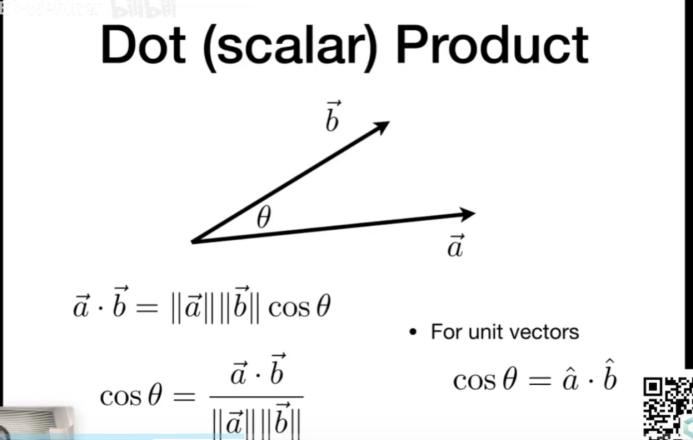 Dot (scalar) Product
b⃗
θ
a⃗
a⃗ · b⃗ = ||a⃗|| ||b⃗|| cos θ
• For unit vectors
cos θ = (a⃗ · b⃗) / (||a⃗|| ||b⃗||)
cos θ = â · b̂